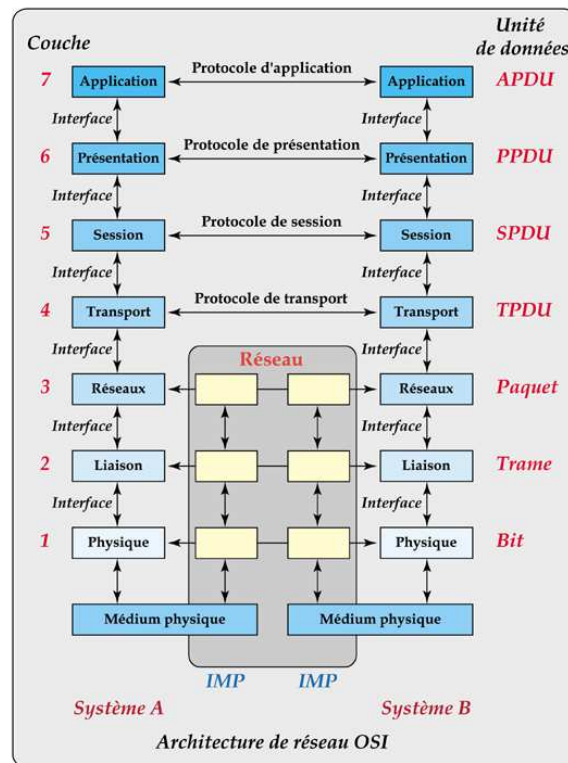 Couche
Unité
de données
7 Application Protocole d'application Application APDU
Interface Interface
6 Présentation Protocole de présentation Présentation PPDU
Interface Interface
5 Session Protocole de session Session SPDU
Interface Interface
4 Transport Protocole de transport Transport TPDU
Interface Réseau Interface
3 Réseaux Réseaux Paquet
Interface Interface
2 Liaison Liaison Trame
Interface Interface
1 Physique Physique Bit
Médium physique Médium physique
IMP IMP
Système A Système B
Architecture de réseau OSI